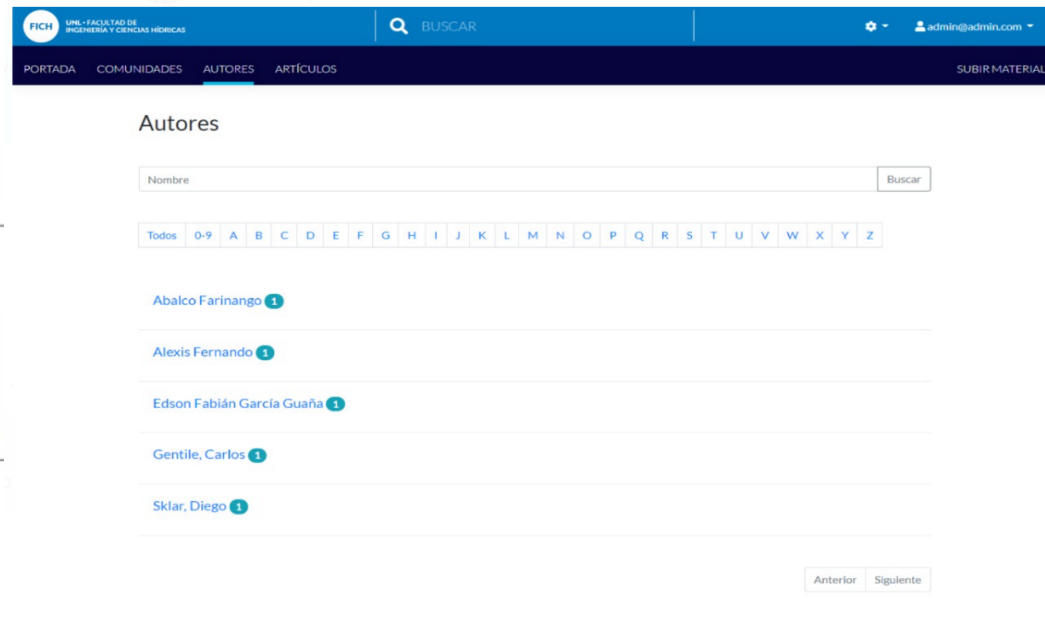 FICH
UNL • FACULTAD DE
INGENIERÍA Y CIENCIAS HÍDRICAS
BUSCAR
admin@admin.com
PORTADA COMUNIDADES AUTORES ARTÍCULOS SUBIR MATERIAL
Autores
Nombre Buscar
Todos 0-9 A B C D E F G H I J K L M N O P Q R S T U V W X Y Z
Abalco Farinango 1
Alexis Fernando 1
Edson Fabián García Guaña 1
Gentile, Carlos 1
Sklar, Diego 1
Anterior Siguiente